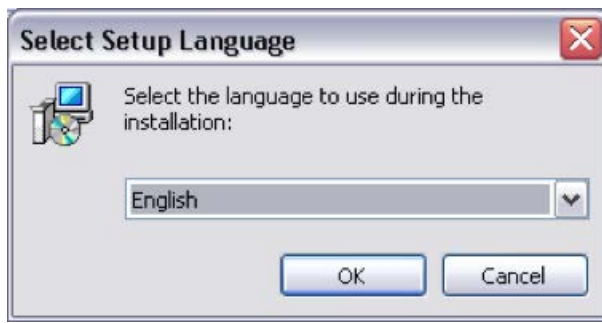 Select Setup Language
Select the language to use during the
installation:
English
OK
Cancel